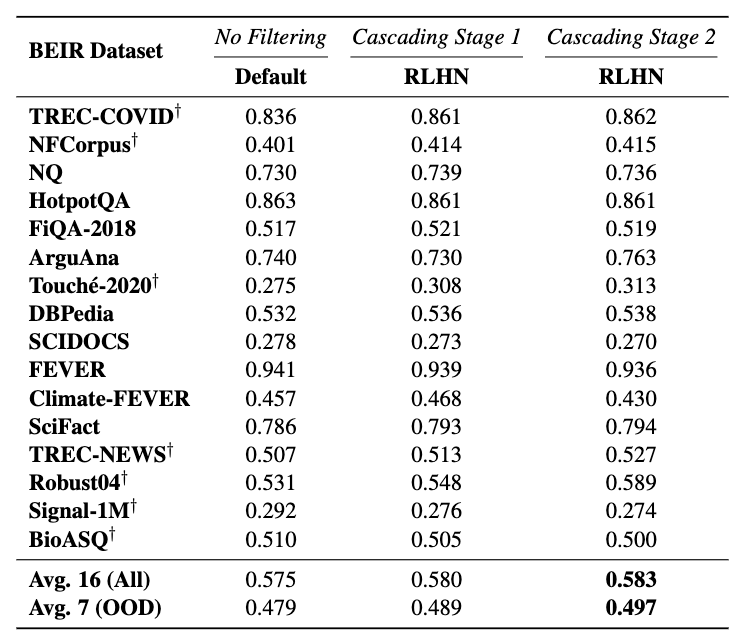 BEIR Dataset No Filtering Cascading Stage 1 Cascading Stage 2
Default RLHN RLHN
TREC-COVID† 0.836 0.861 0.862
NFCorpus† 0.401 0.414 0.415
NQ 0.730 0.739 0.736
HotpotQA 0.863 0.861 0.861
FiQA-2018 0.517 0.521 0.519
ArguAna 0.740 0.730 0.763
Touché-2020† 0.275 0.308 0.313
DBPedia 0.532 0.536 0.538
SCIDOCS 0.278 0.273 0.270
FEVER 0.941 0.939 0.936
Climate-FEVER 0.457 0.468 0.430
SciFact 0.786 0.793 0.794
TREC-NEWS† 0.507 0.513 0.527
Robust04† 0.531 0.548 0.589
Signal-1M† 0.292 0.276 0.274
BioASQ† 0.510 0.505 0.500
Avg. 16 (All) 0.575 0.580 0.583
Avg. 7 (OOD) 0.479 0.489 0.497